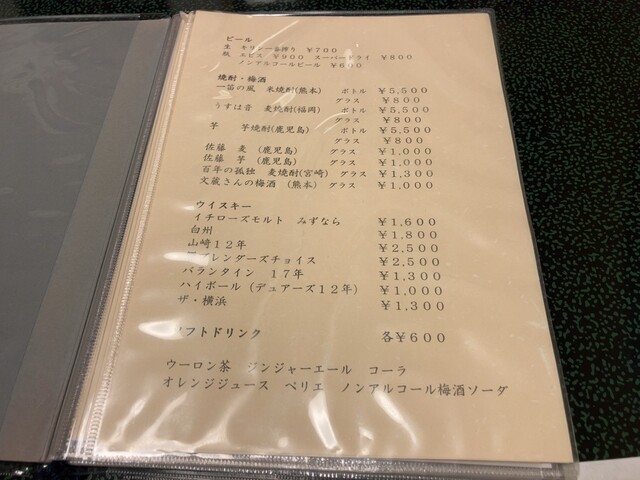 ビール
生 キリン一番搾り ￥700
瓶 エビス ￥900 スーパードライ ￥800
ノンアルコールビール ￥600
焼酎・梅酒
一笛の風 米焼酎(熊本) ボトル ￥5,500
グラス ￥800
うすは音 麦焼酎(福岡) ボトル ￥5,500
グラス ￥800
芋 芋焼酎(鹿児島) ボトル ￥5,500
グラス ￥800
佐藤 麦 (鹿児島) グラス ￥1,000
佐藤 芋 (鹿児島) グラス ￥1,000
百年の孤独 麦焼酎(宮崎) グラス ￥1,300
文蔵さんの梅酒 (熊本) グラス ￥1,000
ウイスキー
イチローズモルト みずなら ￥1,600
白州 ￥1,800
山崎12年 ￥2,500
ブレンダーズチョイス ￥2,500
バランタイン 17年 ￥1,300
ハイボール (デュアーズ12年) ￥1,000
ザ・横浜 ￥1,300
ソフトドリンク 各￥600
ウーロン茶 ジンジャーエール コーラ
オレンジジュース ペリエ ノンアルコール梅酒ソーダ